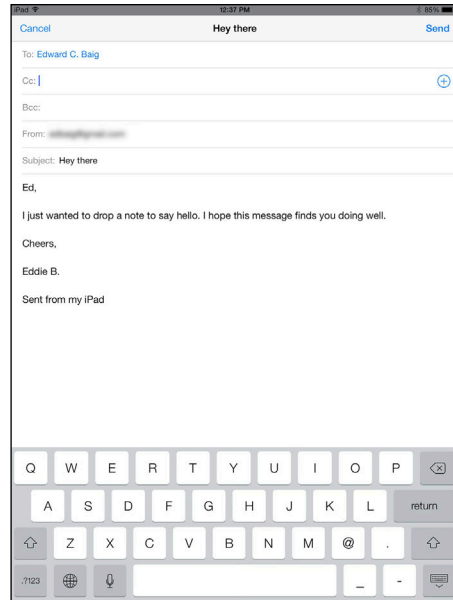 iPad 12:37 PM 85%
Cancel Hey there Send
To: Edward C. Baig
Cc:
Bcc:
From:
Subject: Hey there
Ed,
I just wanted to drop a note to say hello. I hope this message finds you doing well.
Cheers,
Eddie B.
Sent from my iPad
Q W E R T Y U I O P
A S D F G H J K L return
Z X C V B N M @ .
.?123 _ -